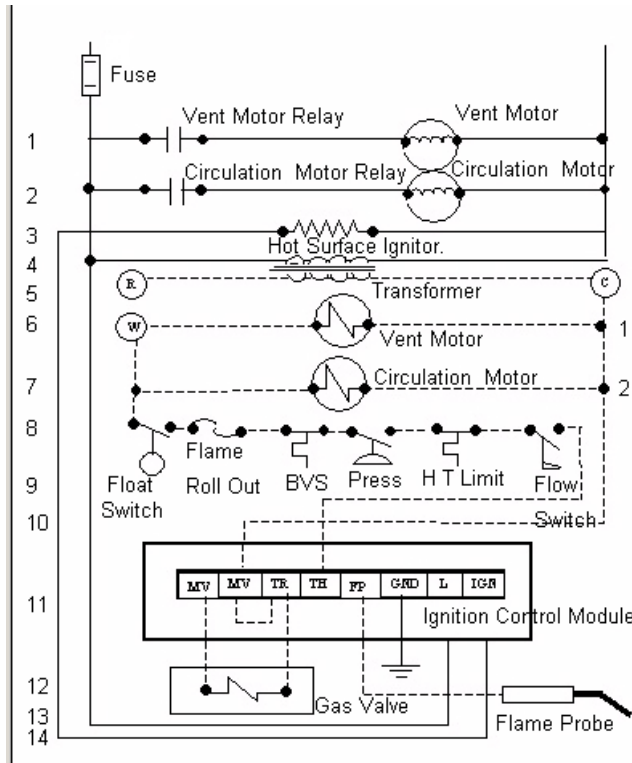 Fuse
Vent Motor Relay Vent Motor
1
Circulation Motor Relay Circulation Motor
2
3
Hot Surface Ignitor.
4
R C
5 Transformer
6 W 1
Vent Motor
7 Circulation Motor 2
8
Flame
9 Float Roll Out BVS Press H T Limit Flow
Switch
10 Switch
MV MV TR TH FP GND L IGN
11 Ignition Control Module
12
Gas Valve
13 Flame Probe
14